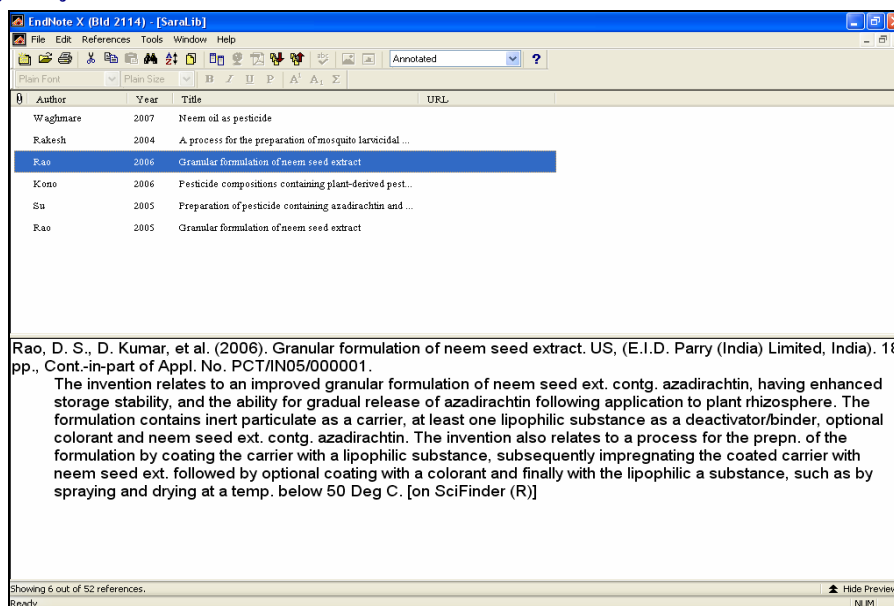 EndNote X (Bld 2114) - [SaraLib]
File Edit References Tools Window Help
Annotated
?
Plain Font Plain Size B I U P A¹ A₁ Σ
Author Year Title URL
Waghmare 2007 Neem oil as pesticide
Rakesh 2004 A process for the preparation of mosquito larvicidal ...
Rao 2006 Granular formulation of neem seed extract
Kono 2006 Pesticide compositions containing plant-derived pest...
Su 2005 Preparation of pesticide containing azadirachtin and ...
Rao 2005 Granular formulation of neem seed extract
Rao, D. S., D. Kumar, et al. (2006). Granular formulation of neem seed extract. US, (E.I.D. Parry (India) Limited, India). 18
pp., Cont.-in-part of Appl. No. PCT/IN05/000001.
The invention relates to an improved granular formulation of neem seed ext. contg. azadirachtin, having enhanced
storage stability, and the ability for gradual release of azadirachtin following application to plant rhizosphere. The
formulation contains inert particulate as a carrier, at least one lipophilic substance as a deactivator/binder, optional
colorant and neem seed ext. contg. azadirachtin. The invention also relates to a process for the prepn. of the
formulation by coating the carrier with a lipophilic substance, subsequently impregnating the coated carrier with
neem seed ext. followed by optional coating with a colorant and finally with the lipophilic a substance, such as by
spraying and drying at a temp. below 50 Deg C. [on SciFinder (R)]
Showing 6 out of 52 references.
Hide Preview
Ready
NUM